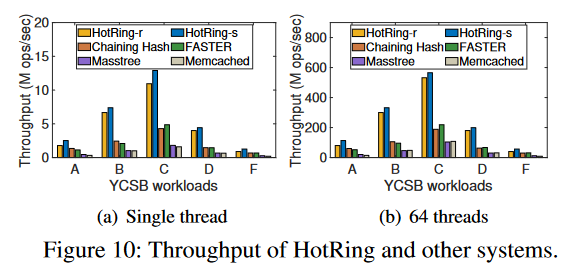 HotRing-r HotRing-s
Chaining Hash FASTER
Masstree Memcached
Throughput (M ops/sec)
20
15
10
5
0
A B C D F
YCSB workloads
(a) Single thread
HotRing-r HotRing-s
Chaining Hash FASTER
Masstree Memcached
Throughput (M ops/sec)
800
600
400
200
0
A B C D F
YCSB workloads
(b) 64 threads
Figure 10: Throughput of HotRing and other systems.